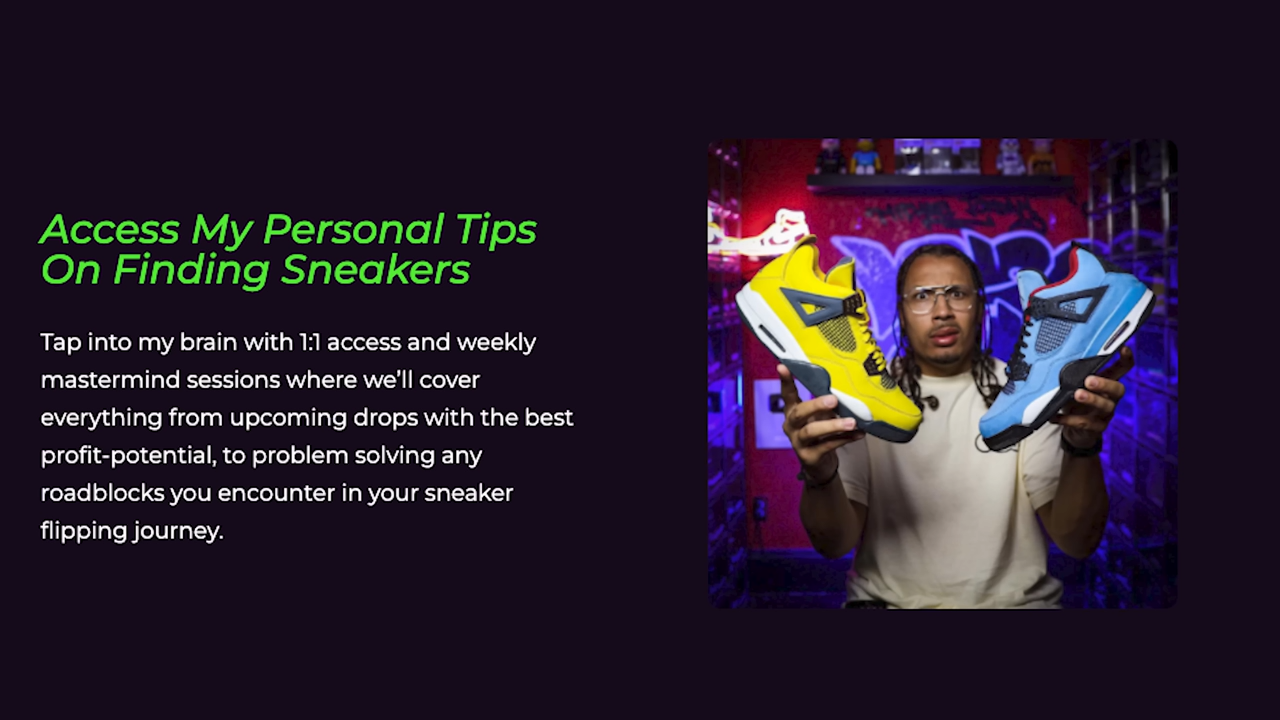 Access My Personal Tips
On Finding Sneakers
Tap into my brain with 1:1 access and weekly
mastermind sessions where we’ll cover
everything from upcoming drops with the best
profit-potential, to problem solving any
roadblocks you encounter in your sneaker
flipping journey.